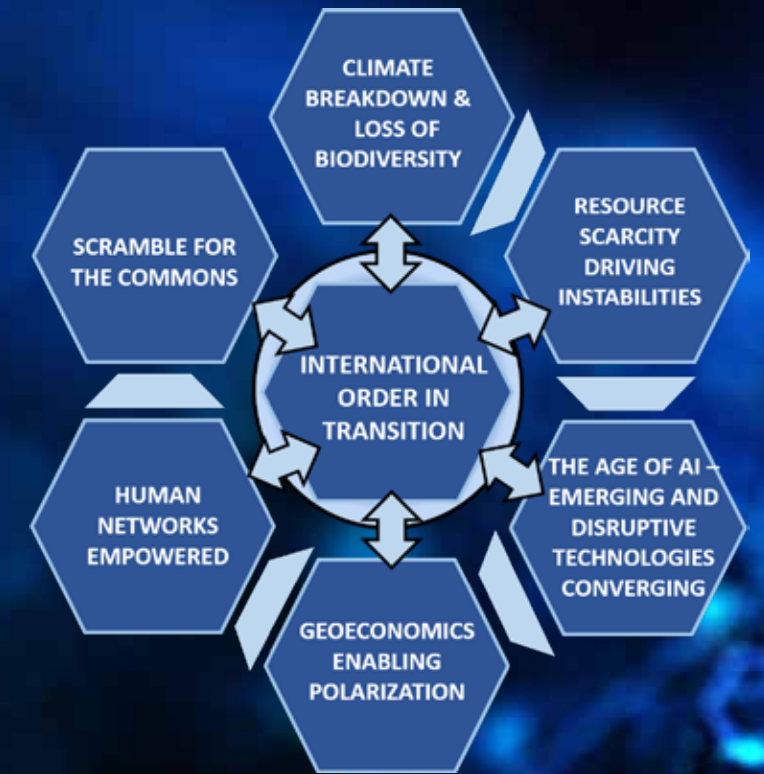 CLIMATE
BREAKDOWN &
LOSS OF
BIODIVERSITY
RESOURCE
SCARCITY
DRIVING
INSTABILITIES
SCRAMBLE FOR
THE COMMONS
INTERNATIONAL
ORDER IN
TRANSITION
THE AGE OF AI –
EMERGING AND
DISRUPTIVE
TECHNOLOGIES
CONVERGING
HUMAN
NETWORKS
EMPOWERED
GEOECONOMICS
ENABLING
POLARIZATION